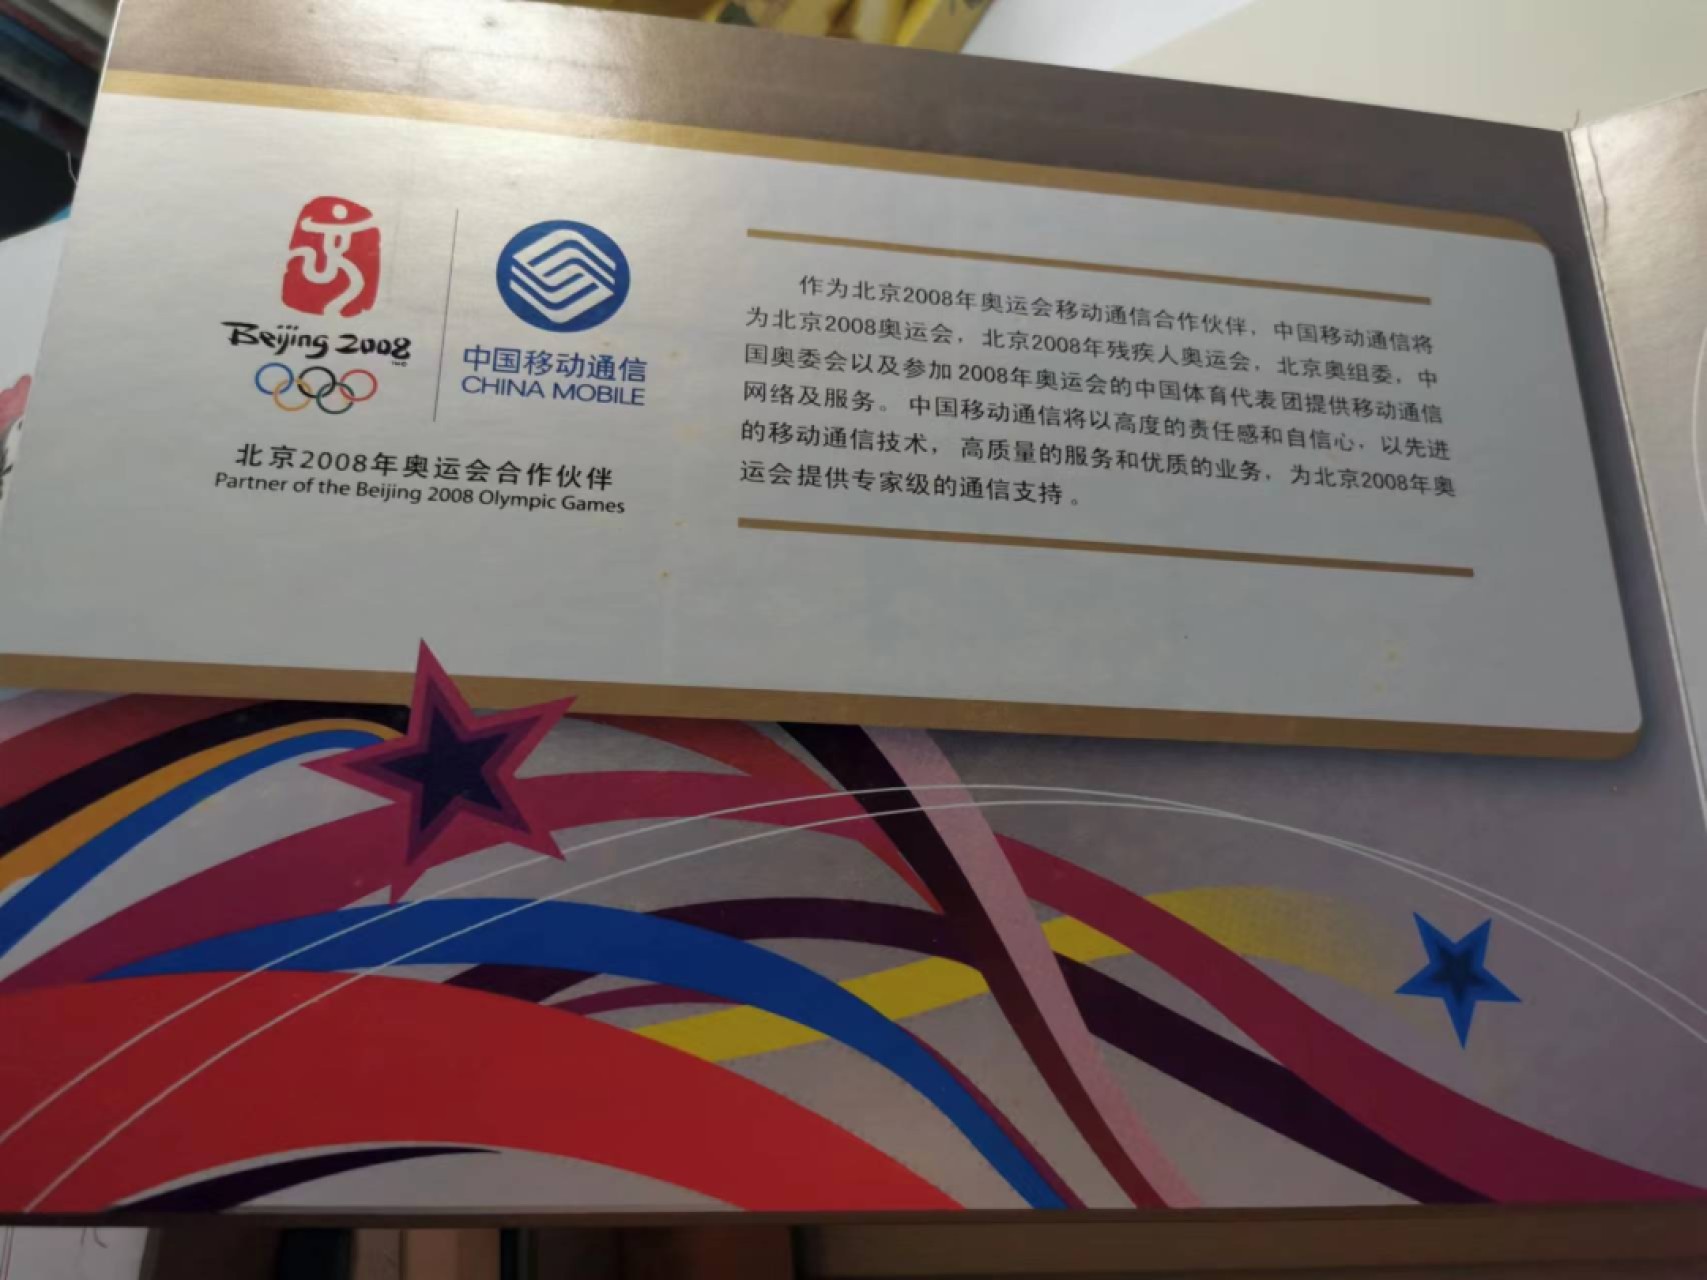 Beijing 2008
中国移动通信
CHINA MOBILE
北京2008年奥运会合作伙伴
Partner of the Beijing 2008 Olympic Games
作为北京2008年奥运会移动通信合作伙伴，中国移动通信将
为北京2008奥运会，北京2008年残疾人奥运会，北京奥组委，中
国奥委会以及参加2008年奥运会的中国体育代表团提供移动通信
网络及服务。中国移动通信将以高度的责任感和自信心，以先进
的移动通信技术，高质量的服务和优质的业务，为北京2008年奥
运会提供专家级的通信支持。